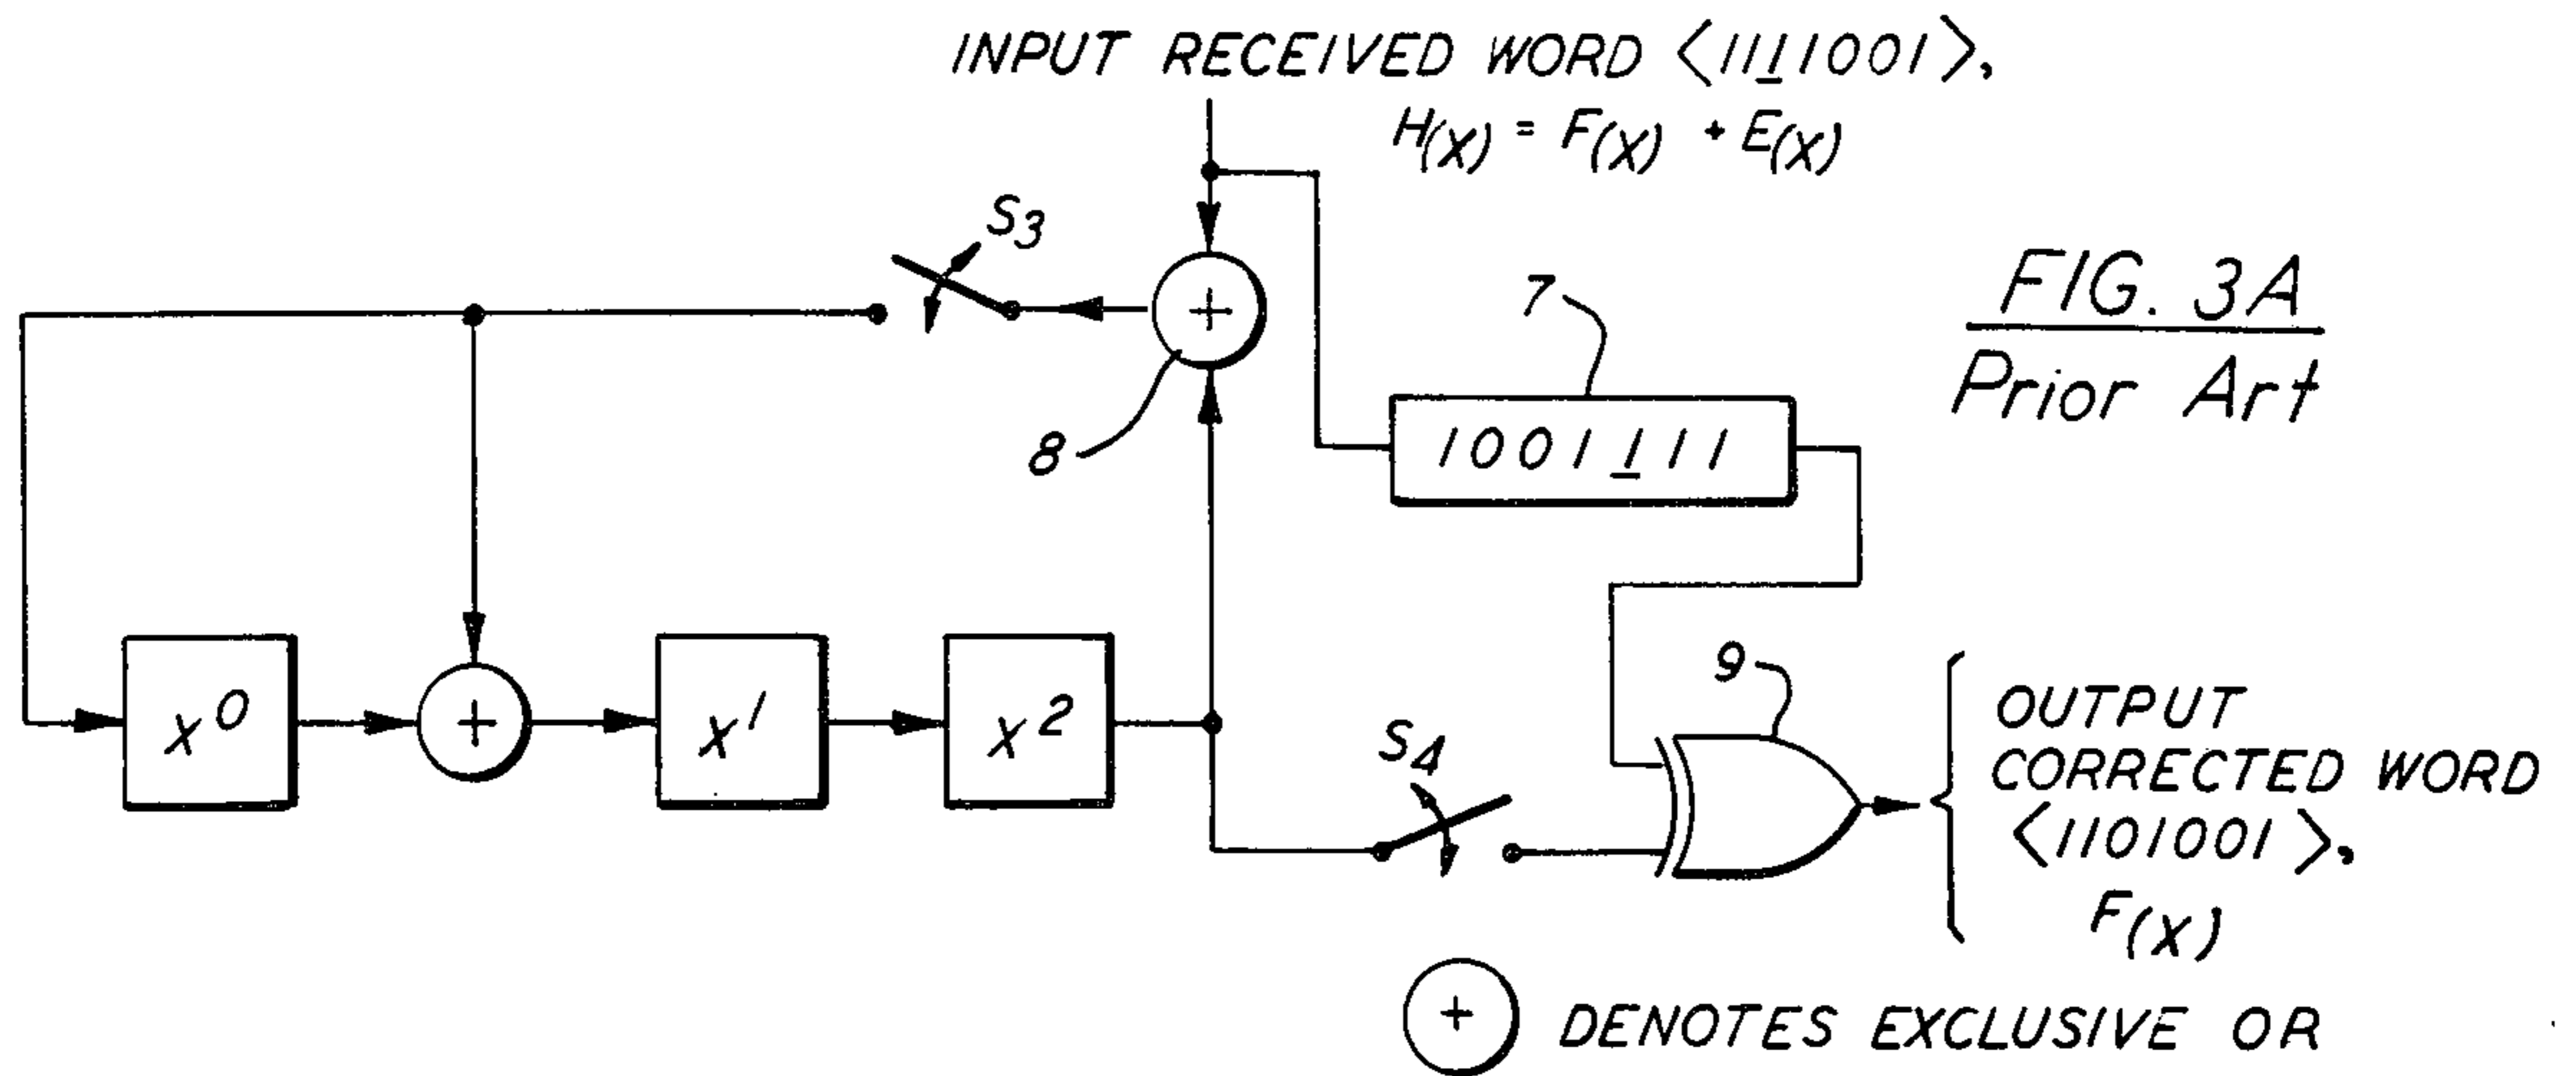 INPUT RECEIVED WORD <1111001>,
H(X) = F(X) + E(X)
S3
+
8
7
1001111
FIG. 3A
Prior Art
X0
+
X1
X2
S4
9
OUTPUT
CORRECTED WORD
<1101001>,
F(X)
+ DENOTES EXCLUSIVE OR